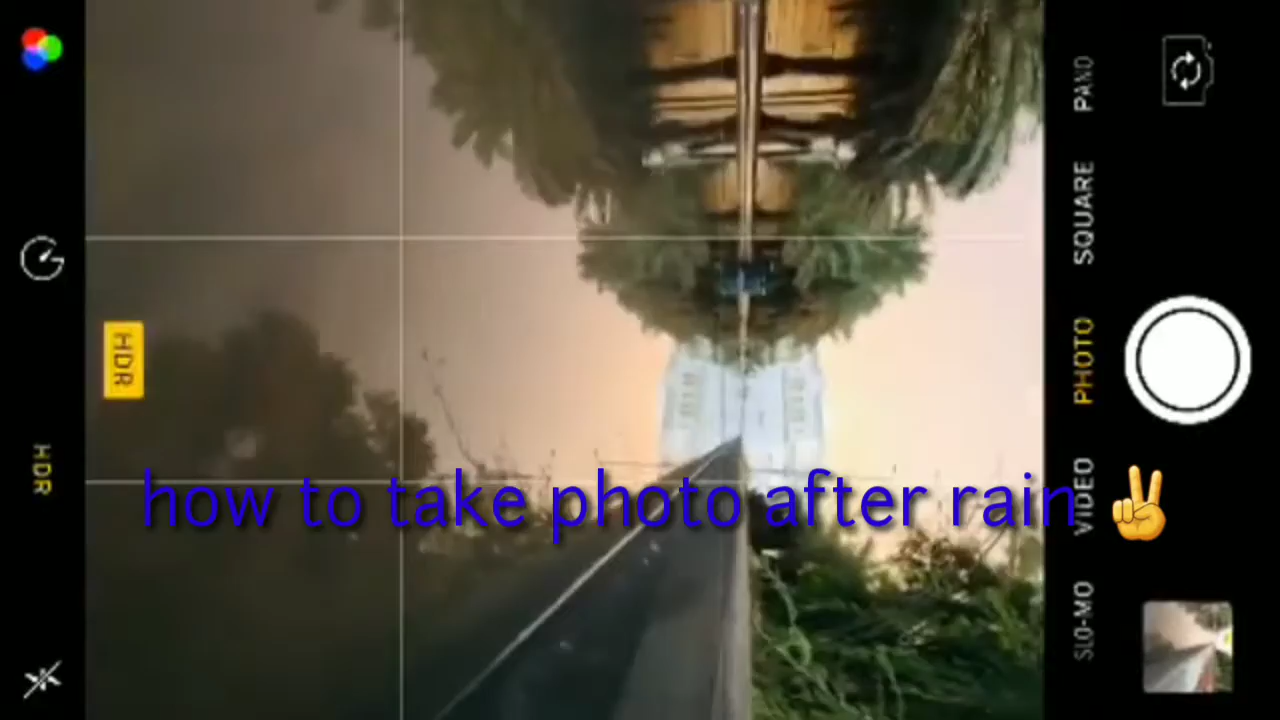 HDR
HDR
PANO
SQUARE
PHOTO
VIDEO
SLO-MO
how to take photo after rain ✌